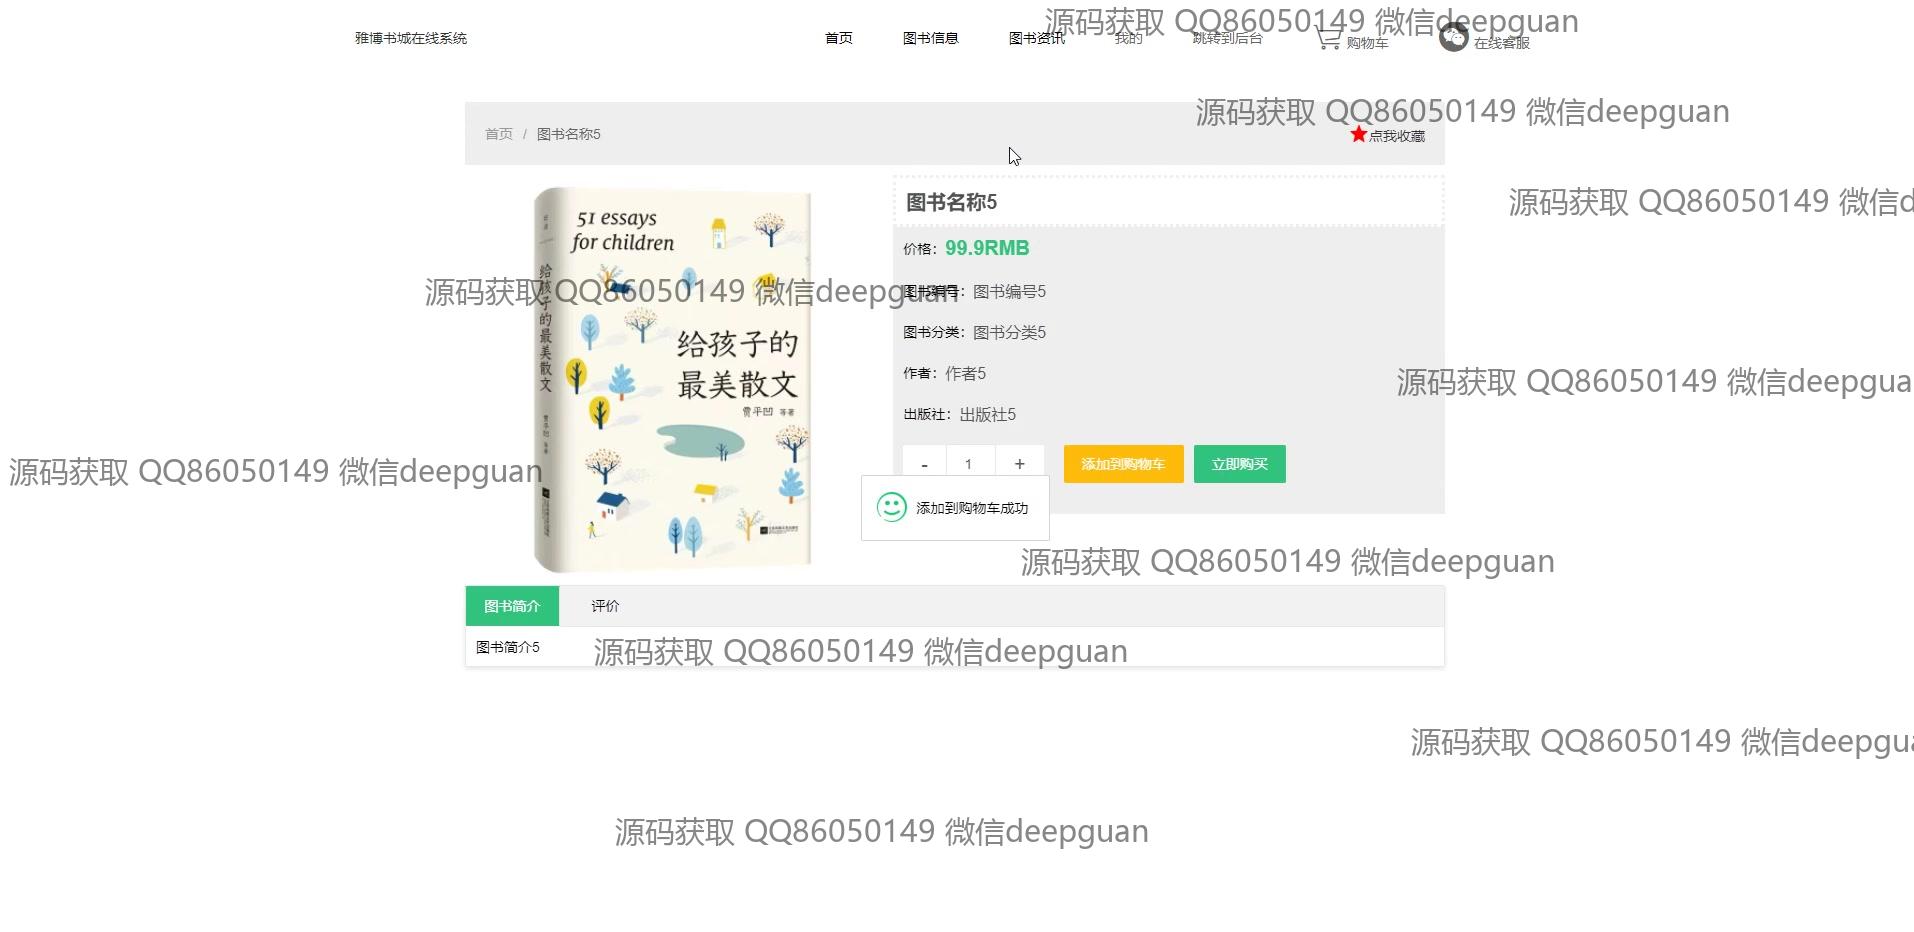 源码获取 QQ86050149 微信deepguan
雅博书城在线系统 首页 图书信息 图书资讯 我的 跳转到后台 购物车 在线客服
源码获取 QQ86050149 微信deepguan
首页 / 图书名称5 点我收藏
图书名称5
源码获取 QQ86050149 微信d
51 essays
for children
价格：99.9RMB
源码获取 QQ86050149 微信deepguan
图书编号：图书编号5
图书分类：图书分类5
给孩子的
最美散文
贾平凹 等著
给孩子的最美散文
作者：作者5
源码获取 QQ86050149 微信deepgua
出版社：出版社5
- 1 + 添加到购物车 立即购买
源码获取 QQ86050149 微信deepguan
添加到购物车成功
源码获取 QQ86050149 微信deepguan
图书简介 评价
图书简介5
源码获取 QQ86050149 微信deepguan
源码获取 QQ86050149 微信deepgua
源码获取 QQ86050149 微信deepguan